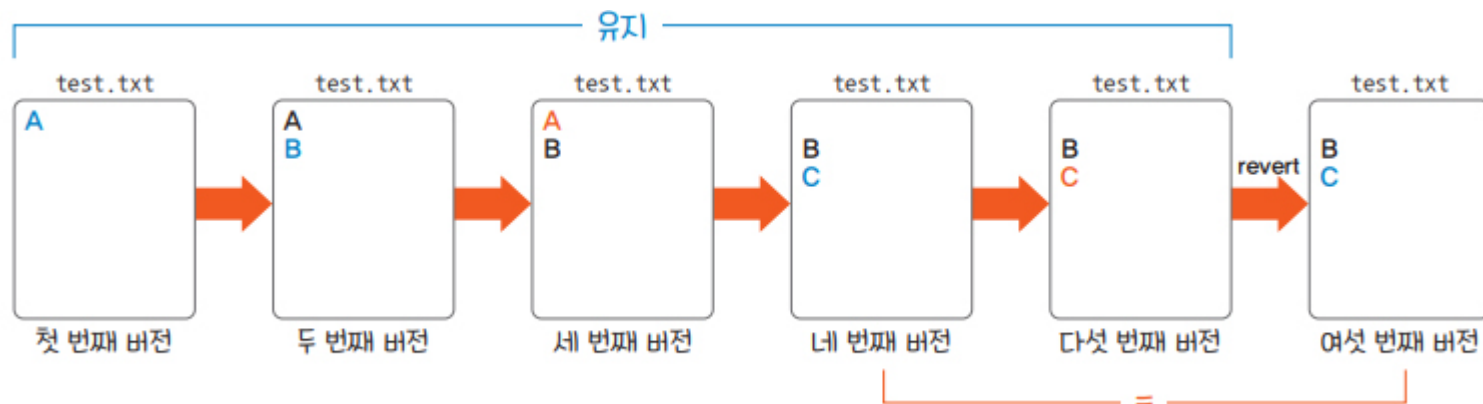 유지
test.txt test.txt test.txt test.txt test.txt test.txt
A A A
B B B B B
C C revert C
첫 번째 버전 두 번째 버전 세 번째 버전 네 번째 버전 다섯 번째 버전 여섯 번째 버전